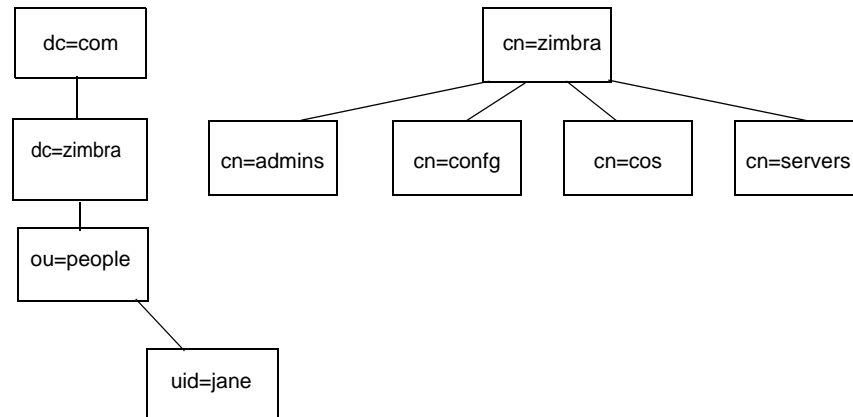 dc=com
cn=zimbra
dc=zimbra
cn=admins
cn=confg
cn=cos
cn=servers
ou=people
uid=jane